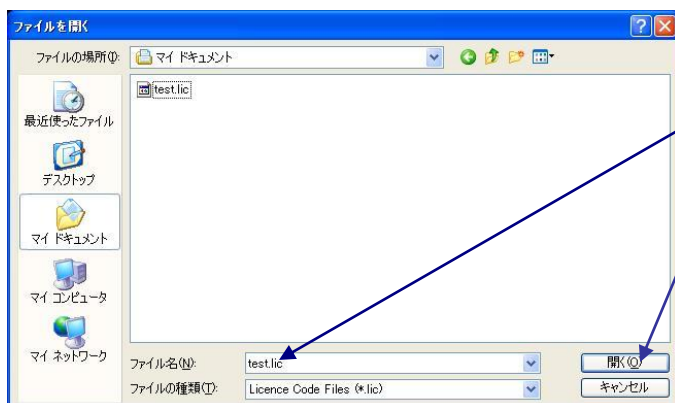 ファイルを開く
ファイルの場所(I): マイ ドキュメント
test.lic
最近使ったファイル
デスクトップ
マイ ドキュメント
マイ コンピュータ
マイ ネットワーク
ファイル名(N): test.lic 開く(O)
ファイルの種類(T): Licence Code Files (*.lic) キャンセル